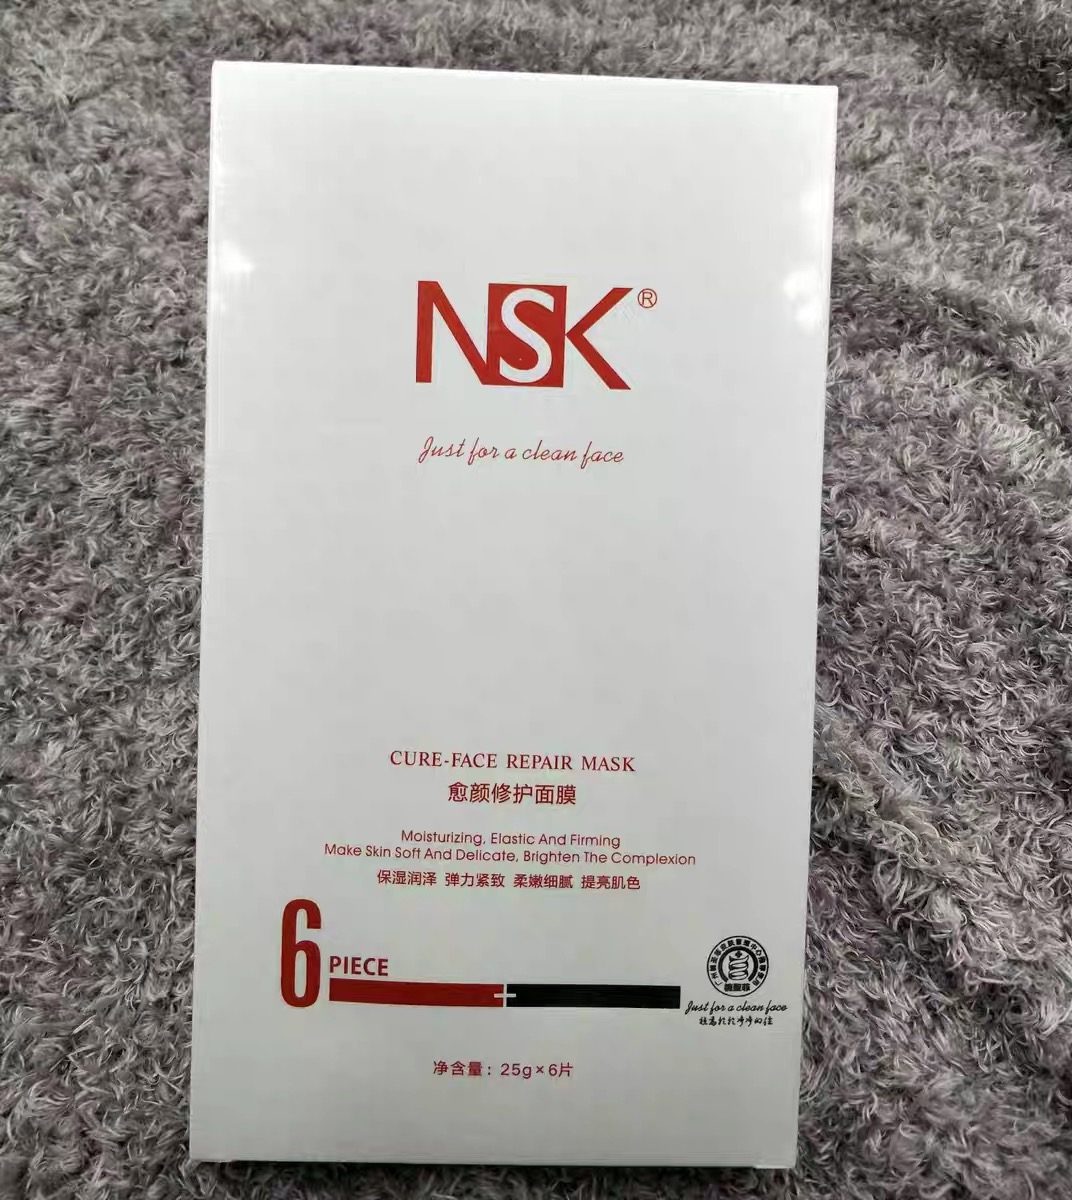 NSK®
Just for a clean face
CURE-FACE REPAIR MASK
愈颜修护面膜
Moisturizing, Elastic And Firming
Make Skin Soft And Delicate, Brighten The Complexion
保湿润泽 弹力紧致 柔嫩细腻 提亮肌色
6 PIECE
Just for a clean face
净含量: 25g×6片